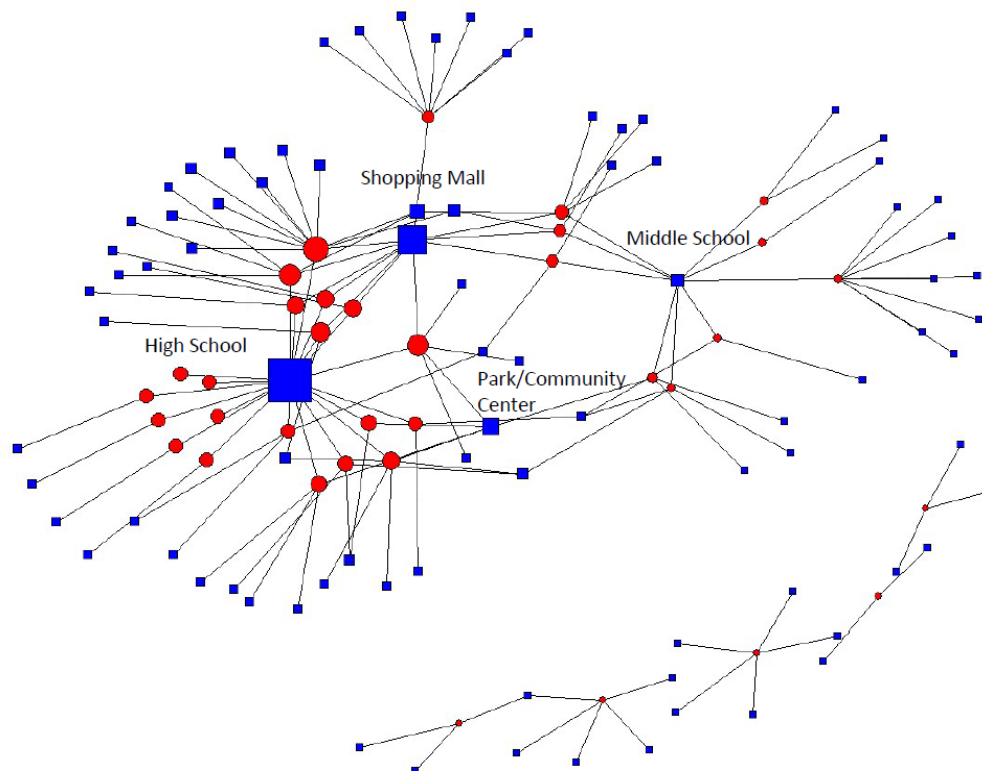 Shopping Mall
Middle School
High School
Park/Community
Center